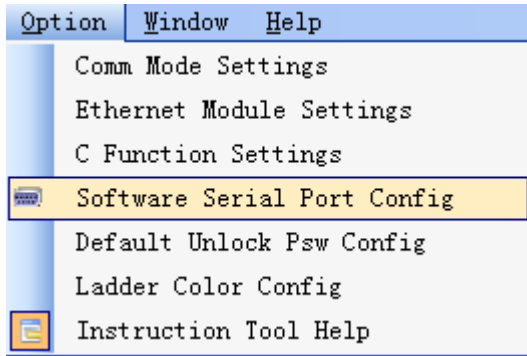 Option Window Help
Comm Mode Settings
Ethernet Module Settings
C Function Settings
Software Serial Port Config
Default Unlock Psw Config
Ladder Color Config
Instruction Tool Help